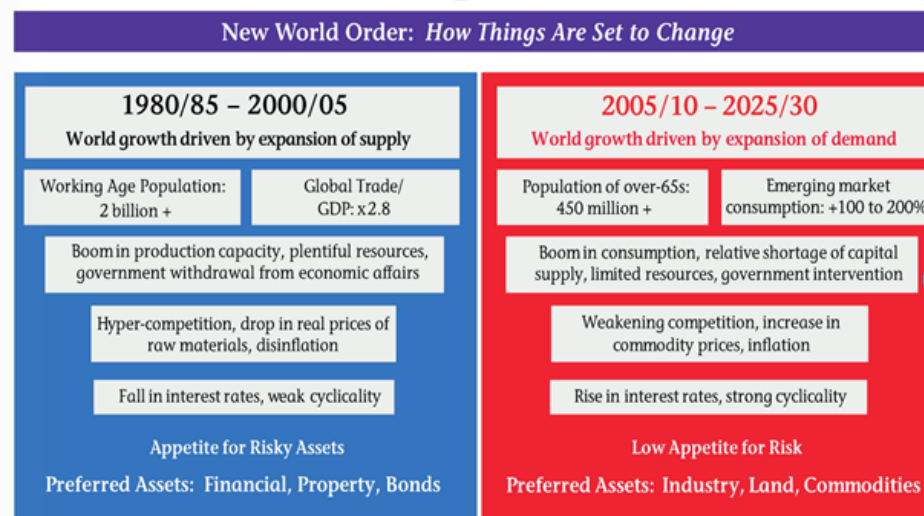 New World Order: How Things Are Set to Change
1980/85 – 2000/05
World growth driven by expansion of supply
Working Age Population:
2 billion +
Global Trade/
GDP: x2.8
Boom in production capacity, plentiful resources,
government withdrawal from economic affairs
Hyper-competition, drop in real prices of
raw materials, disinflation
Fall in interest rates, weak cyclicality
Appetite for Risky Assets
Preferred Assets: Financial, Property, Bonds
2005/10 – 2025/30
World growth driven by expansion of demand
Population of over-65s:
450 million +
Emerging market
consumption: +100 to 200%
Boom in consumption, relative shortage of capital
supply, limited resources, government intervention
Weakening competition, increase in
commodity prices, inflation
Rise in interest rates, strong cyclicality
Low Appetite for Risk
Preferred Assets: Industry, Land, Commodities